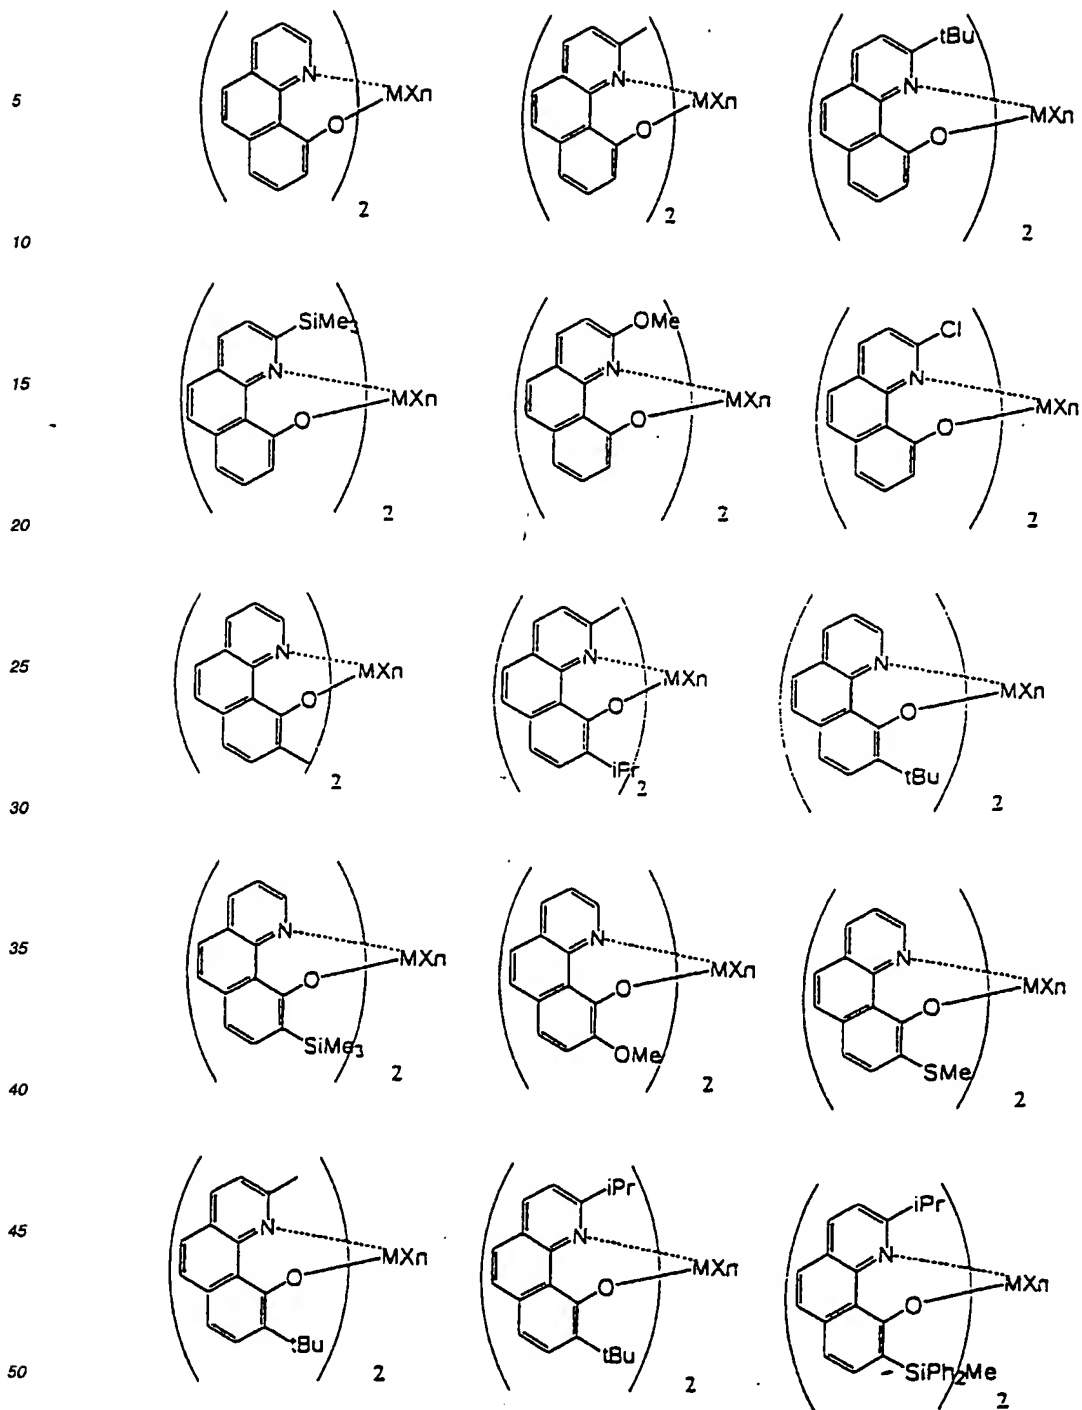 N MXn O 2
N MXn O 2
tBu N MXn O 2
5
10
SiMe3 N MXn O 2
OMe N MXn O 2
Cl N MXn O 2
15
20
N MXn O 2
N MXn O iPr 2
N MXn O tBu 2
25
30
N MXn O SiMe3 2
N MXn O OMe 2
N MXn O SMe 2
35
40
N MXn O tBu 2
iPr N MXn O tBu 2
iPr N MXn O SiPh2Me 2
45
50